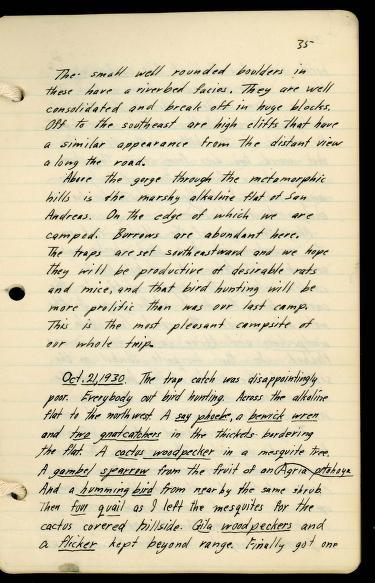 35
The small well rounded boulders in
these have a riverbed facies. They are well
consolidated and break off in huge blocks.
Off to the southeast are high cliffs that have
a similar appearance from the distant view
along the road.
Above the gorge through the metamorphic
hills is the marshy alkaline flat of San
Andreas. On the edge of which we are
camped. Burrows are abundant here.
The traps are set southeastward and we hope
they will be productive of desirable rats
and mice, and that bird hunting will be
more prolific than was our last camp.
This is the most pleasant campsite of
our whole trip.
Oct. 21, 1930. The trap catch was disappointingly
poor. Everybody out bird hunting. Across the alkaline
flat to the northwest. A say phoebe, a bewick wren
and two gnatcatchers in the thickets bordering
the flat. A cactus woodpecker in a mesquite tree.
A gambel sparrow from the fruit of an Agria pitahaya
And a humming bird from near by the same shrub.
Then four quail as I left the mesquites for the
cactus covered hillside. Gila woodpeckers and
a flicker kept beyond range. Finally got one